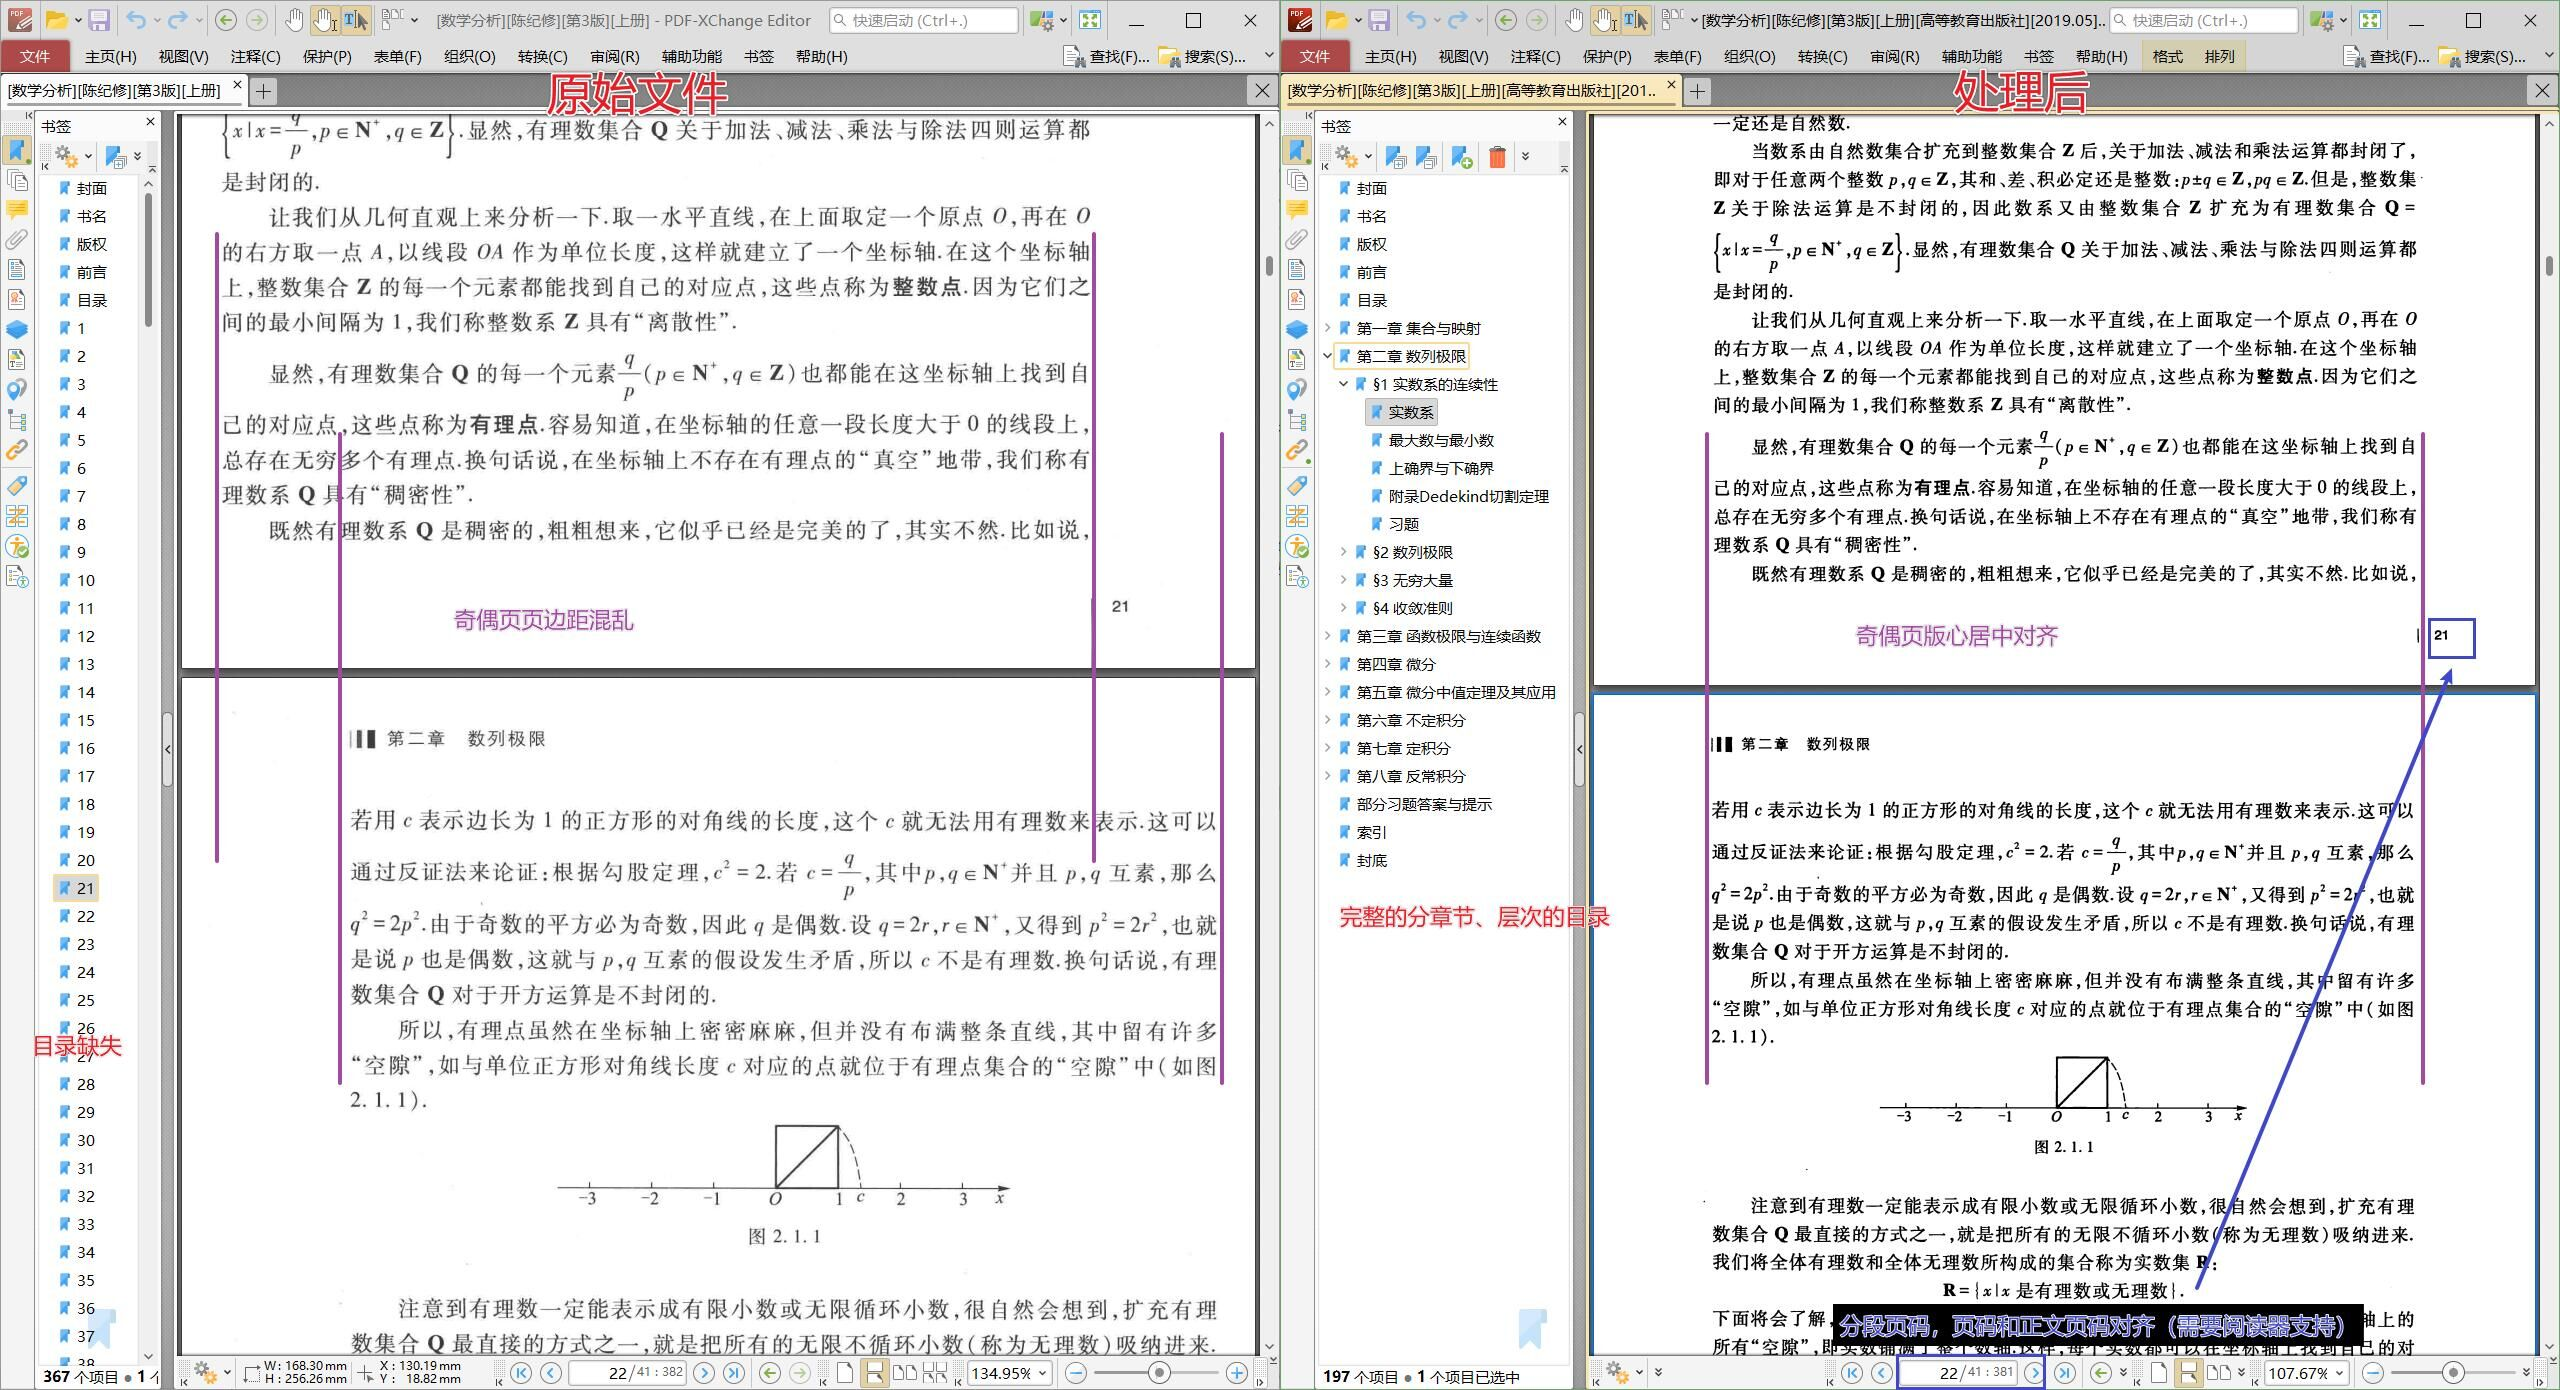 [数学分析][陈纪修][第3版][上册] - PDF-XChange Editor
快速启动 (Ctrl+.)
文件 主页(H) 视图(V) 注释(C) 保护(P) 表单(F) 组织(O) 转换(C) 审阅(R) 辅助功能 书签 帮助(H) 查找(F)... 搜索(S)...
[数学分析][陈纪修][第3版][上册]
原始文件
书签
封面
书名
版权
前言
目录
1
2
3
4
5
6
7
8
9
10
11
12
13
14
15
16
17
18
19
20
21
22
23
24
25
26
目录缺失
27
28
29
30
31
32
33
34
35
36
37
38
367 个项目
{x|x=q/p,p∈N⁺,q∈Z}.显然,有理数集合 Q 关于加法、减法、乘法与除法四则运算都
是封闭的.
让我们从几何直观上来分析一下.取一水平直线,在上面取定一个原点 O,再在 O
的右方取一点 A,以线段 OA 作为单位长度,这样就建立了一个坐标轴.在这个坐标轴
上,整数集合 Z 的每一个元素都能找到自己的对应点,这些点称为整数点.因为它们之
间的最小间隔为 1,我们称整数系 Z 具有“离散性”.
显然,有理数集合 Q 的每一个元素q/p(p∈N⁺,q∈Z)也都能在这坐标轴上找到自
己的对应点,这些点称为有理点.容易知道,在坐标轴的任意一段长度大于 0 的线段上,
总存在无穷多个有理点.换句话说,在坐标轴上不存在有理点的“真空”地带,我们称有
理数系 Q 具有“稠密性”.
既然有理数系 Q 是稠密的,粗粗想来,它似乎已经是完美的了,其实不然.比如说,
21
奇偶页页边距混乱
第二章 数列极限
若用 c 表示边长为 1 的正方形的对角线的长度,这个 c 就无法用有理数来表示.这可以
通过反证法来论证:根据勾股定理,c²=2.若 c=q/p,其中p,q∈N⁺并且 p,q 互素,那么
q²=2p².由于奇数的平方必为奇数,因此 q 是偶数.设 q=2r,r∈N⁺,又得到 p²=2r²,也就
是说 p 也是偶数,这就与 p,q 互素的假设发生矛盾,所以 c 不是有理数.换句话说,有理
数集合 Q 对于开方运算是不封闭的.
所以,有理点虽然在坐标轴上密密麻麻,但并没有布满整条直线,其中留有许多
“空隙”,如与单位正方形对角线长度 c 对应的点就位于有理点集合的“空隙”中(如图
2.1.1).
-3 -2 -1 O 1 c 2 3 x
图 2.1.1
注意到有理数一定能表示成有限小数或无限循环小数,很自然会想到,扩充有理
数集合 Q 最直接的方式之一,就是把所有的无限不循环小数(称为无理数)吸纳进来.
W: 168.30 mm
H: 256.26 mm
X: 130.19 mm
Y: 18.82 mm
22/41 : 382
134.95%
[数学分析][陈纪修][第3版][上册][高等教育出版社][2019.05]..
快速启动 (Ctrl+.)
文件 主页(H) 视图(V) 注释(C) 保护(P) 表单(F) 组织(O) 转换(C) 审阅(R) 辅助功能 书签 帮助(H) 格式 排列 查找(F)... 搜索(S)...
[数学分析][陈纪修][第3版][上册][高等教育出版社][201..
处理后
书签
封面
书名
版权
前言
目录
第一章 集合与映射
第二章 数列极限
§1 实数系的连续性
实数系
最大数与最小数
上确界与下确界
附录Dedekind切割定理
习题
§2 数列极限
§3 无穷大量
§4 收敛准则
第三章 函数极限与连续函数
第四章 微分
第五章 微分中值定理及其应用
第六章 不定积分
第七章 定积分
第八章 反常积分
部分习题答案与提示
索引
封底
完整的分章节、层次的目录
197 个项目 1 个项目已选中
一定还是自然数.
当数系由自然数集合扩充到整数集合 Z 后,关于加法、减法和乘法运算都封闭了,
即对于任意两个整数 p,q∈Z,其和、差、积必定还是整数:p±q∈Z,pq∈Z.但是,整数集
Z 关于除法运算是不封闭的,因此数系又由整数集合 Z 扩充为有理数集合 Q=
{x|x=q/p,p∈N⁺,q∈Z}.显然,有理数集合 Q 关于加法、减法、乘法与除法四则运算都
是封闭的.
让我们从几何直观上来分析一下.取一水平直线,在上面取定一个原点 O,再在 O
的右方取一点 A,以线段 OA 作为单位长度,这样就建立了一个坐标轴.在这个坐标轴
上,整数集合 Z 的每一个元素都能找到自己的对应点,这些点称为整数点.因为它们之
间的最小间隔为 1,我们称整数系 Z 具有“离散性”.
显然,有理数集合 Q 的每一个元素q/p(p∈N⁺,q∈Z)也都能在这坐标轴上找到自
己的对应点,这些点称为有理点.容易知道,在坐标轴的任意一段长度大于 0 的线段上,
总存在无穷多个有理点.换句话说,在坐标轴上不存在有理点的“真空”地带,我们称有
理数系 Q 具有“稠密性”.
既然有理数系 Q 是稠密的,粗粗想来,它似乎已经是完美的了,其实不然.比如说,
奇偶页版心居中对齐
21
第二章 数列极限
若用 c 表示边长为 1 的正方形的对角线的长度,这个 c 就无法用有理数来表示.这可以
通过反证法来论证:根据勾股定理,c²=2.若 c=q/p,其中p,q∈N⁺并且 p,q 互素,那么
q²=2p².由于奇数的平方必为奇数,因此 q 是偶数.设 q=2r,r∈N⁺,又得到 p²=2r²,也就
是说 p 也是偶数,这就与 p,q 互素的假设发生矛盾,所以 c 不是有理数.换句话说,有理
数集合 Q 对于开方运算是不封闭的.
所以,有理点虽然在坐标轴上密密麻麻,但并没有布满整条直线,其中留有许多
“空隙”,如与单位正方形对角线长度 c 对应的点就位于有理点集合的“空隙”中(如图
2.1.1).
-3 -2 -1 O 1 c 2 3 x
图 2.1.1
注意到有理数一定能表示成有限小数或无限循环小数,很自然会想到,扩充有理
数集合 Q 最直接的方式之一,就是把所有的无限不循环小数(称为无理数)吸纳进来.
我们将全体有理数和全体无理数所构成的集合称为实数集 R:
R={x|x 是有理数或无理数}.
下面将会了解, 轴上的
分段页码，页码和正文页码对齐（需要阅读器支持）
所有“空隙”,即实数铺满了整个数轴.这样,每个实数都可以在坐标轴上找到自己的对
22/41 : 381
107.67%